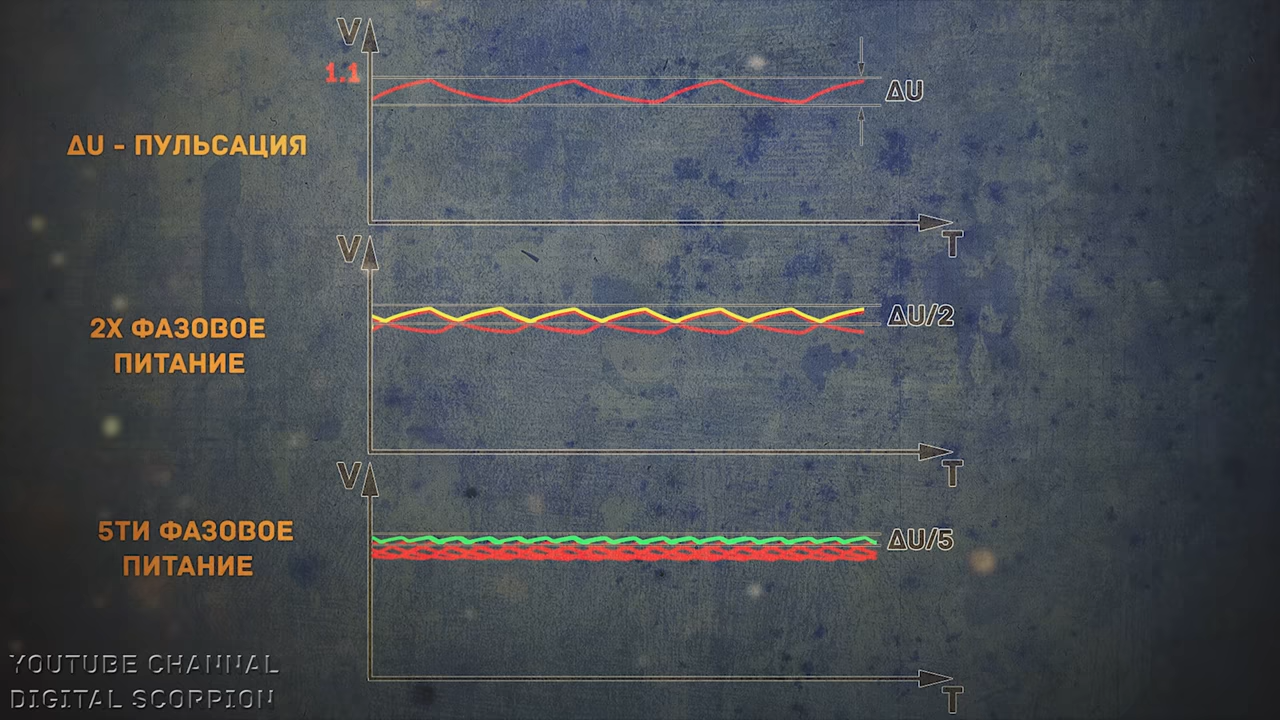 V
1.1
ΔU
ΔU - ПУЛЬСАЦИЯ
T
V
2Х ФАЗОВОЕ
ПИТАНИЕ
ΔU/2
T
V
5ТИ ФАЗОВОЕ
ПИТАНИЕ
ΔU/5
T
YOUTUBE CHANNAL
DIGITAL SCORPION